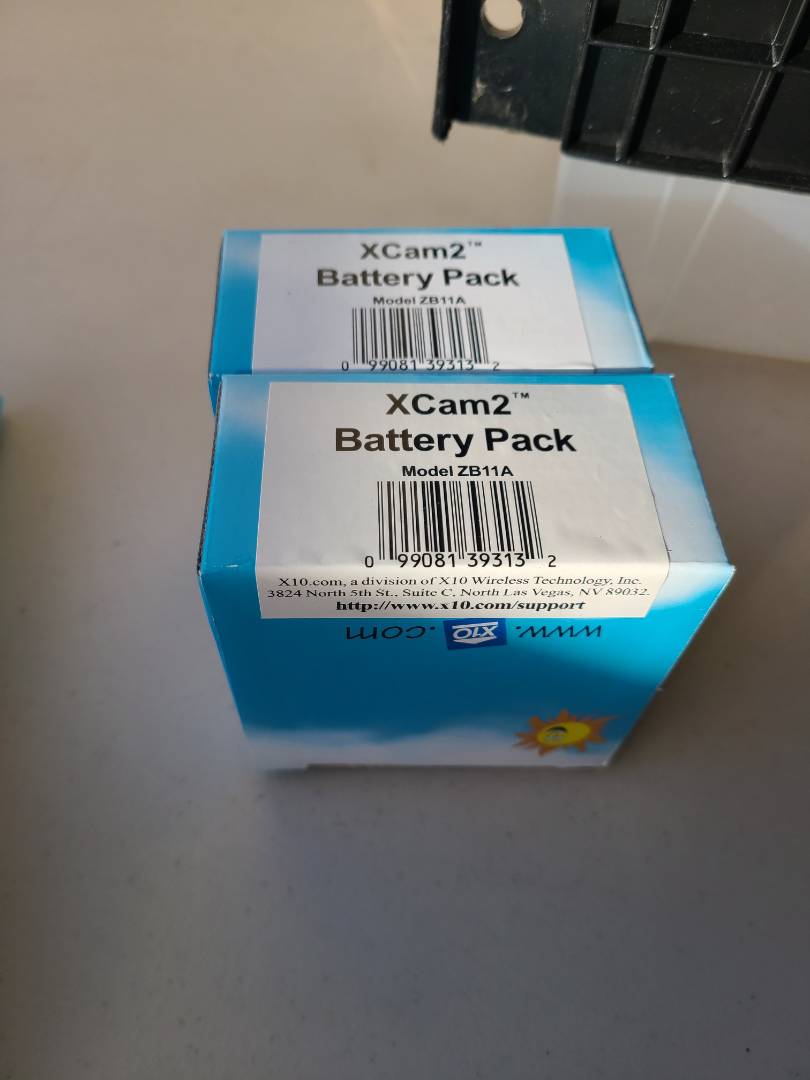 XCam2™
Battery Pack
Model ZB11A
0 99081 39313 2
XCam2™
Battery Pack
Model ZB11A
0 99081 39313 2
X10.com, a division of X10 Wireless Technology, Inc.
3824 North 5th St., Suite C, North Las Vegas, NV 89032.
http://www.x10.com/support
www.X10.com